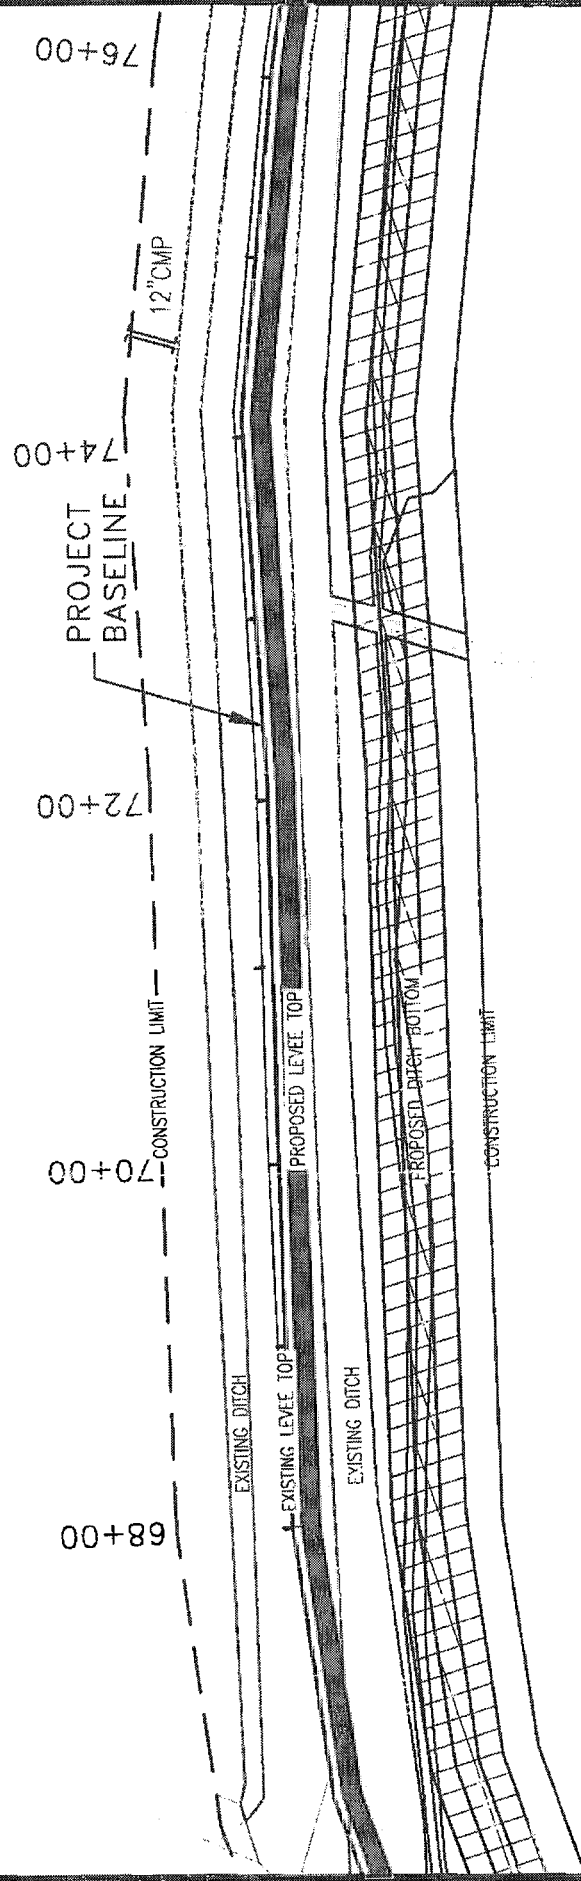 76+00
12"CMP
74+00
PROJECT
BASELINE
72+00
CONSTRUCTION LIMIT
PROPOSED LEVEE TOP
PROPOSED DITCH BOTTOM
CONSTRUCTION LIMIT
70+00
EXISTING DITCH
EXISTING LEVEE TOP
EXISTING DITCH
68+00